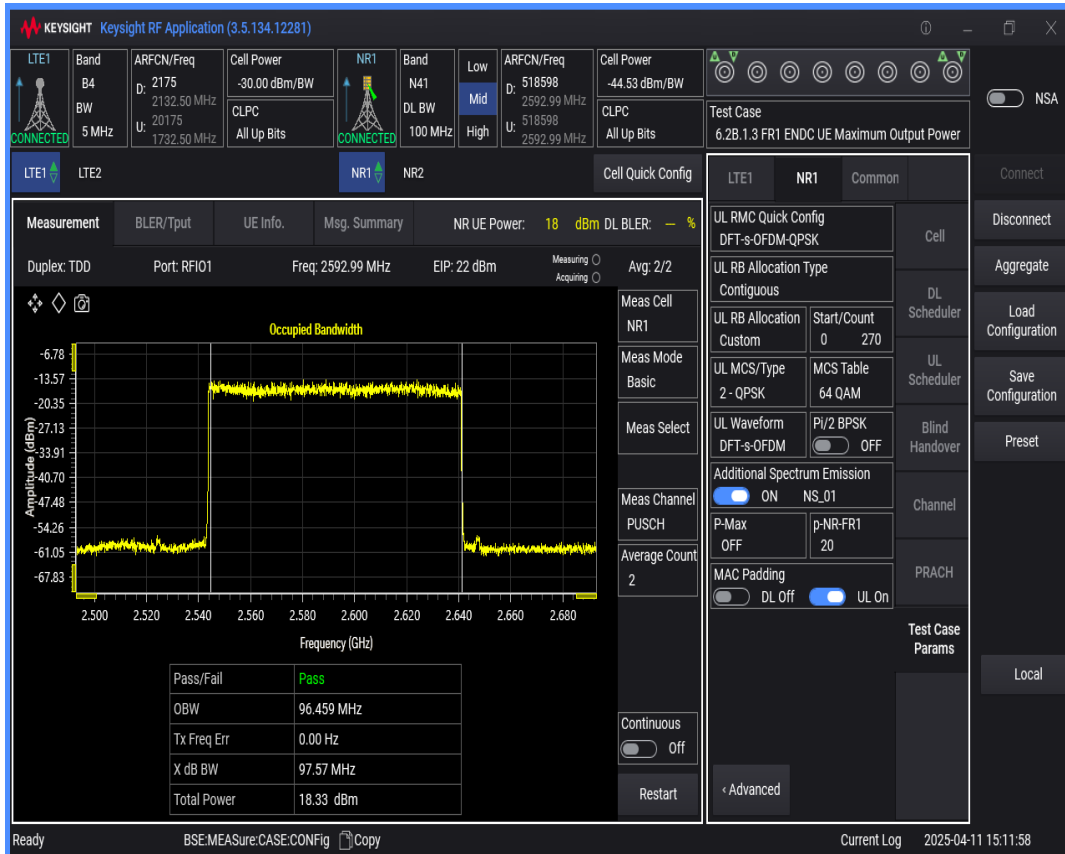 KEYSIGHT Keysight RF Application (3.5.134.12281)
LTE1 Band ARFCN/Freq Cell Power NR1 Band Low ARFCN/Freq Cell Power
B4 D: 2175 -30.00 dBm/BW N41 D: 518598 -44.53 dBm/BW
2132.50 MHz Mid 2592.99 MHz
BW U: 20175 CLPC DL BW U: 518598 CLPC Test Case
CONNECTED 5 MHz 1732.50 MHz All Up Bits CONNECTED 100 MHz High 2592.99 MHz All Up Bits 6.2B.1.3 FR1 ENDC UE Maximum Output Power
NSA
LTE1 LTE2 NR1 NR2 Cell Quick Config
LTE1 NR1 Common
Connect
Measurement BLER/Tput UE Info. Msg. Summary NR UE Power: 18 dBm DL BLER: — %
Duplex: TDD Port: RFIO1 Freq: 2592.99 MHz EIP: 22 dBm Measuring Avg: 2/2
Acquiring
Occupied Bandwidth
Amplitude (dBm)
-6.78
-13.57
-20.35
-27.13
-33.91
-40.70
-47.48
-54.26
-61.05
-67.83
2.500 2.520 2.540 2.560 2.580 2.600 2.620 2.640 2.660 2.680
Frequency (GHz)
Pass/Fail Pass
OBW 96.459 MHz
Tx Freq Err 0.00 Hz
X dB BW 97.57 MHz
Total Power 18.33 dBm
Meas Cell
NR1
Meas Mode
Basic
Meas Select
Meas Channel
PUSCH
Average Count
2
Continuous
Off
Restart
UL RMC Quick Config
DFT-s-OFDM-QPSK
UL RB Allocation Type
Contiguous
UL RB Allocation Start/Count
Custom 0 270
UL MCS/Type MCS Table
2 - QPSK 64 QAM
UL Waveform Pi/2 BPSK
DFT-s-OFDM OFF
Additional Spectrum Emission
ON NS_01
P-Max p-NR-FR1
OFF 20
MAC Padding
DL Off UL On
< Advanced
Cell
DL
Scheduler
UL
Scheduler
Blind
Handover
Channel
PRACH
Test Case
Params
Disconnect
Aggregate
Load
Configuration
Save
Configuration
Preset
Local
Ready BSE:MEASure:CASE:CONFig Copy Current Log 2025-04-11 15:11:58